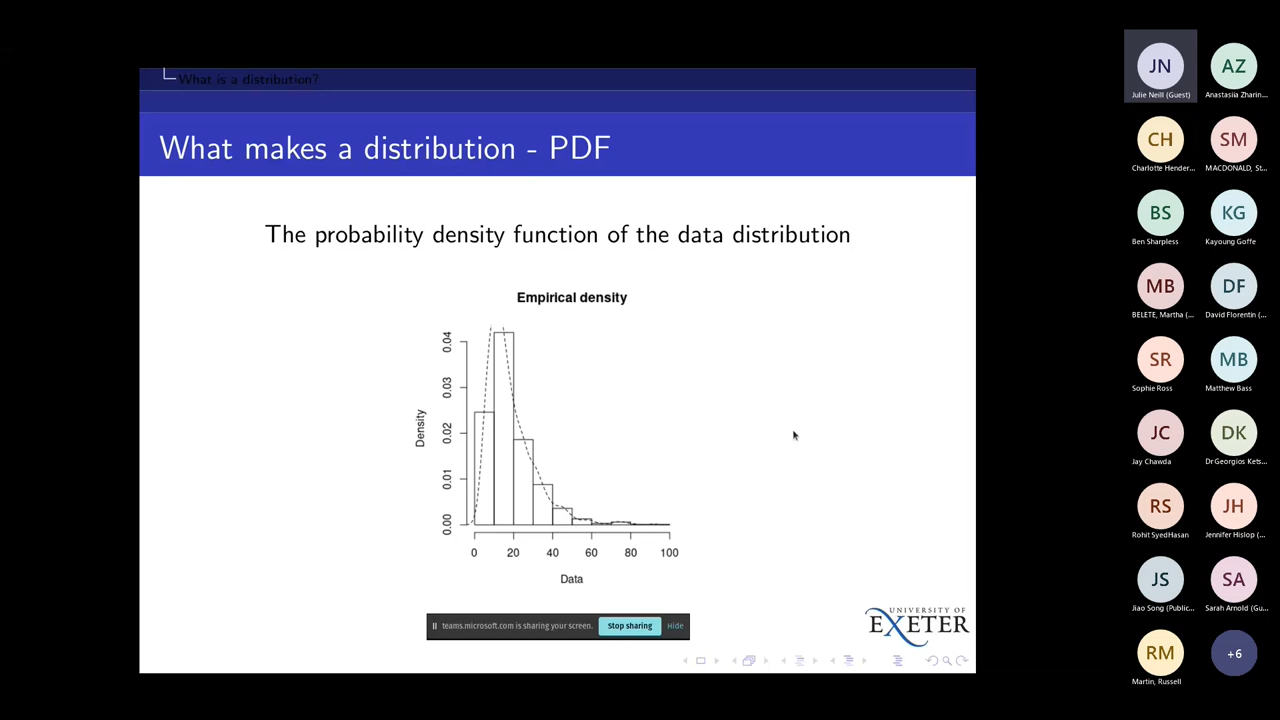 What is a distribution?
What makes a distribution - PDF
The probability density function of the data distribution
Empirical density
Density
0.00 0.01 0.02 0.03 0.04
0 20 40 60 80 100
Data
teams.microsoft.com is sharing your screen. Stop sharing Hide
UNIVERSITY OF
EXETER
JN AZ
Julie Neill (Guest) Anastasiia Zharin...
CH SM
Charlotte Hender... MACDONALD, St...
BS KG
Ben Sharpless Kayoung Goffe
MB DF
BELETE, Martha (... David Florentin (...
SR MB
Sophie Ross Matthew Bass
JC DK
Jay Chawda Dr Georgios Kets...
RS JH
Rohit SyedHasan Jennifer Hislop (...
JS SA
Jiao Song (Public... Sarah Arnold (Gu...
RM +6
Martin, Russell